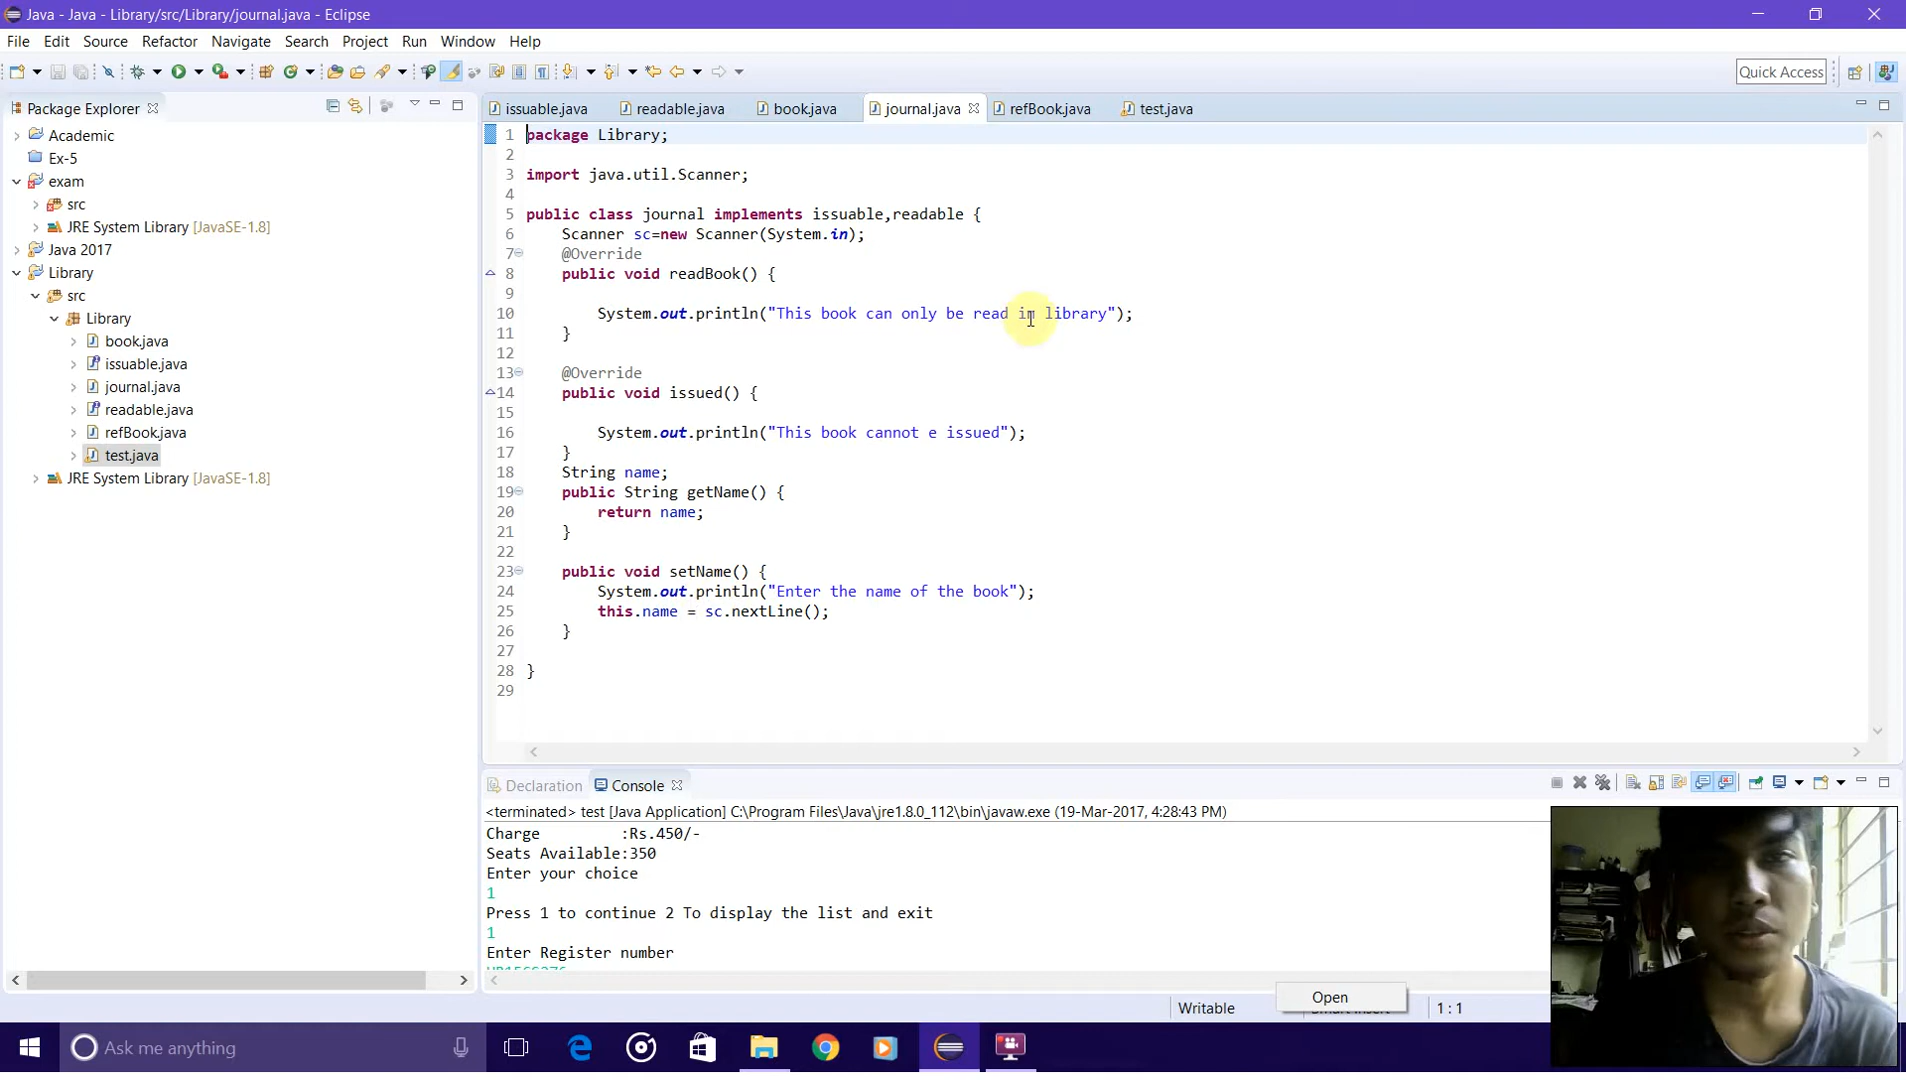 Java - Java - Library/src/Library/journal.java - Eclipse
File Edit Source Refactor Navigate Search Project Run Window Help
Quick Access
Package Explorer
Academic
Ex-5
exam
src
JRE System Library [JavaSE-1.8]
Java 2017
Library
src
Library
book.java
issuable.java
journal.java
readable.java
refBook.java
test.java
JRE System Library [JavaSE-1.8]
issuable.java readable.java book.java journal.java refBook.java test.java
1 package Library;
2
3 import java.util.Scanner;
4
5 public class journal implements issuable,readable {
6 Scanner sc=new Scanner(System.in);
7 @Override
8 public void readBook() {
9
10 System.out.println("This book can only be read in library");
11 }
12
13 @Override
14 public void issued() {
15
16 System.out.println("This book cannot e issued");
17 }
18 String name;
19 public String getName() {
20 return name;
21 }
22
23 public void setName() {
24 System.out.println("Enter the name of the book");
25 this.name = sc.nextLine();
26 }
27
28 }
29
Declaration Console
<terminated> test [Java Application] C:\Program Files\Java\jre1.8.0_112\bin\javaw.exe (19-Mar-2017, 4:28:43 PM)
Charge :Rs.450/-
Seats Available:350
Enter your choice
1
Press 1 to continue 2 To display the list and exit
1
Enter Register number
Open
Writable 1 : 1
Ask me anything